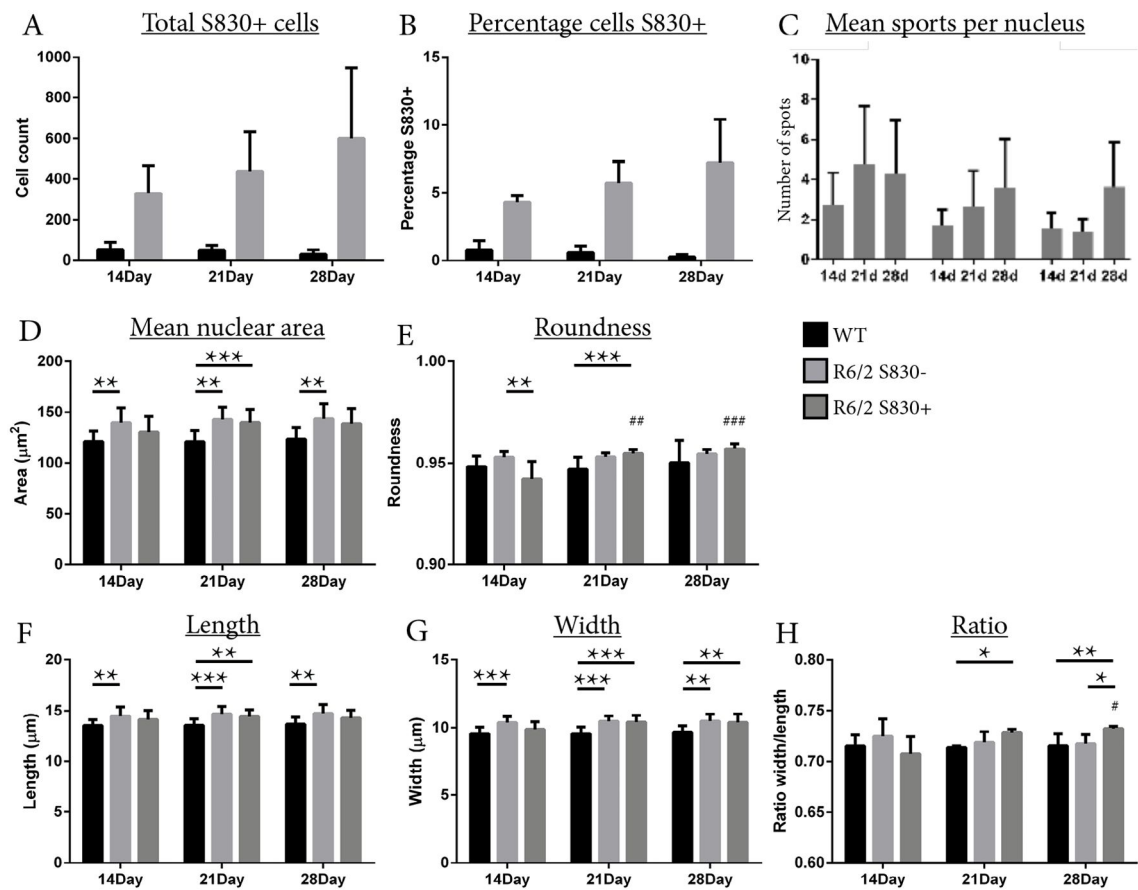 A Total S830+ cells
Cell count
1000
800
600
400
200
0
14Day 21Day 28Day
B Percentage cells S830+
Percentage S830+
15
10
5
0
14Day 21Day 28Day
C Mean sports per nucleus
Number of spots
10
8
6
4
2
0
14d 21d 28d 14d 21d 28d 14d 21d 28d
WT
R6/2 S830-
R6/2 S830+
D Mean nuclear area
Area (μm²)
200
150
100
50
0
** *** ** **
14Day 21Day 28Day
E Roundness
Roundness
1.00
0.95
0.90
** *** ## ###
14Day 21Day 28Day
F Length
Length (μm)
20
15
10
5
0
** ** *** **
14Day 21Day 28Day
G Width
Width (μm)
15
10
5
0
*** *** *** ** **
14Day 21Day 28Day
H Ratio
Ratio width/length
0.80
0.75
0.70
0.65
0.60
* ** * #
14Day 21Day 28Day